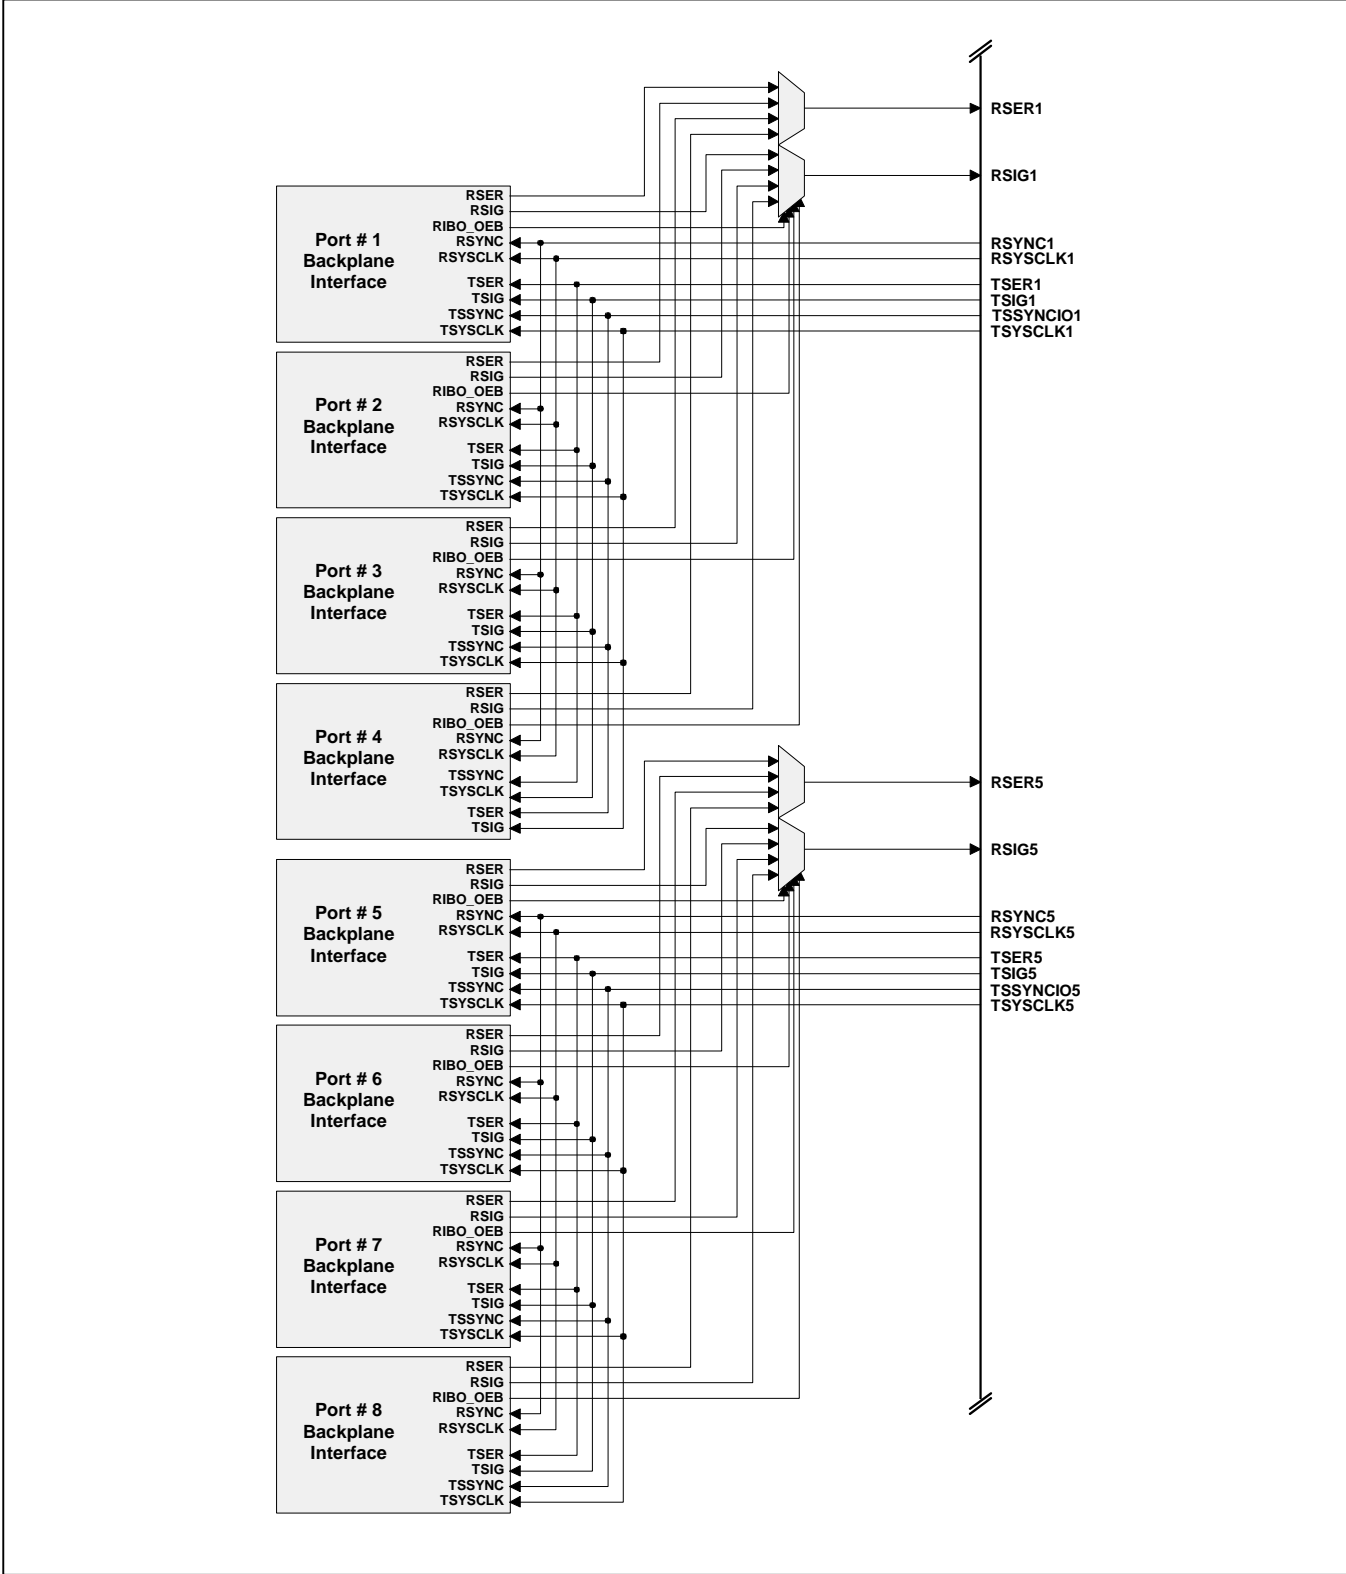 RSER1
RSIG1
RSER
RSIG
RIBO_OEB
RSYNC
RSYSCLK
TSER
TSIG
TSSYNC
TSYSCLK
Port # 1
Backplane
Interface
RSYNC1
RSYSCLK1
TSER1
TSIG1
TSSYNCIO1
TSYSCLK1
RSER
RSIG
RIBO_OEB
RSYNC
RSYSCLK
TSER
TSIG
TSSYNC
TSYSCLK
Port # 2
Backplane
Interface
RSER
RSIG
RIBO_OEB
RSYNC
RSYSCLK
TSER
TSIG
TSSYNC
TSYSCLK
Port # 3
Backplane
Interface
RSER
RSIG
RIBO_OEB
RSYNC
RSYSCLK
TSSYNC
TSYSCLK
TSER
TSIG
Port # 4
Backplane
Interface
RSER5
RSIG5
RSER
RSIG
RIBO_OEB
RSYNC
RSYSCLK
TSER
TSIG
TSSYNC
TSYSCLK
Port # 5
Backplane
Interface
RSYNC5
RSYSCLK5
TSER5
TSIG5
TSSYNCIO5
TSYSCLK5
RSER
RSIG
RIBO_OEB
RSYNC
RSYSCLK
TSER
TSIG
TSSYNC
TSYSCLK
Port # 6
Backplane
Interface
RSER
RSIG
RIBO_OEB
RSYNC
RSYSCLK
TSER
TSIG
TSSYNC
TSYSCLK
Port # 7
Backplane
Interface
RSER
RSIG
RIBO_OEB
RSYNC
RSYSCLK
TSER
TSIG
TSSYNC
TSYSCLK
Port # 8
Backplane
Interface